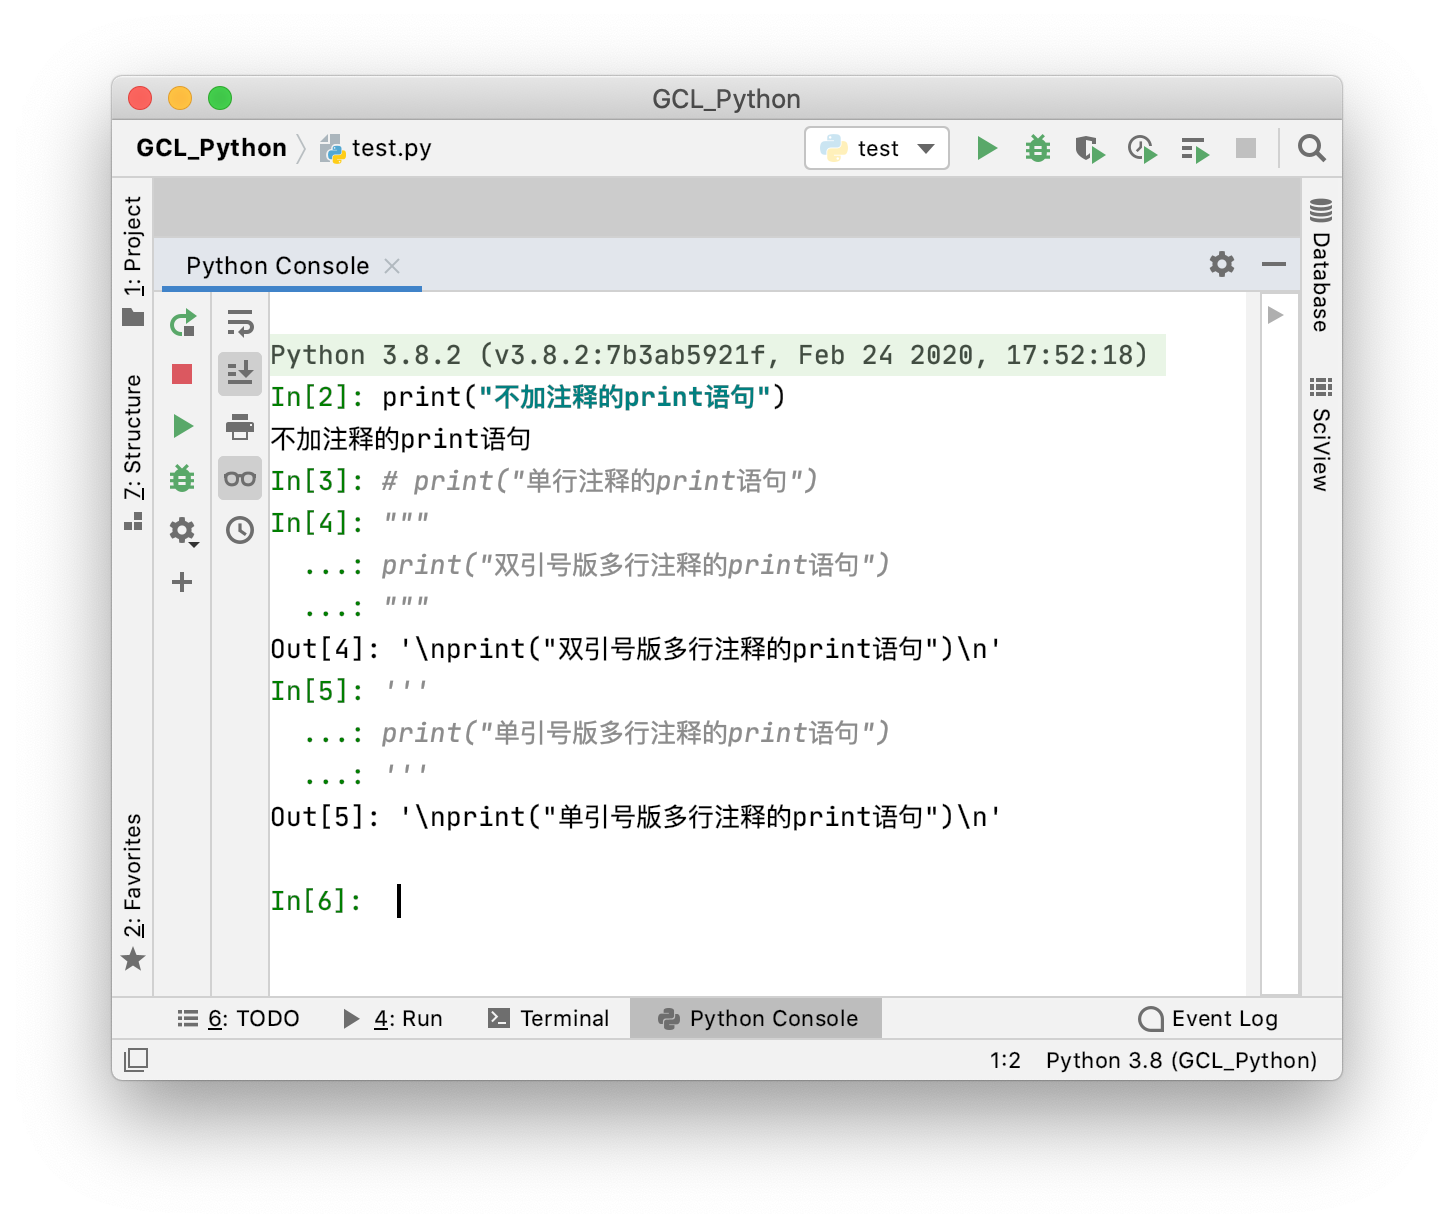 GCL_Python
GCL_Python test.py test
1: Project
7: Structure
2: Favorites
Python Console
Python 3.8.2 (v3.8.2:7b3ab5921f, Feb 24 2020, 17:52:18)
In[2]: print("不加注释的print语句")
不加注释的print语句
In[3]: # print("单行注释的print语句")
In[4]: """
...: print("双引号版多行注释的print语句")
...: """
Out[4]: '\nprint("双引号版多行注释的print语句")\n'
In[5]: '''
...: print("单引号版多行注释的print语句")
...: '''
Out[5]: '\nprint("单引号版多行注释的print语句")\n'
In[6]:
Database
SciView
6: TODO 4: Run Terminal Python Console Event Log
1:2 Python 3.8 (GCL_Python)